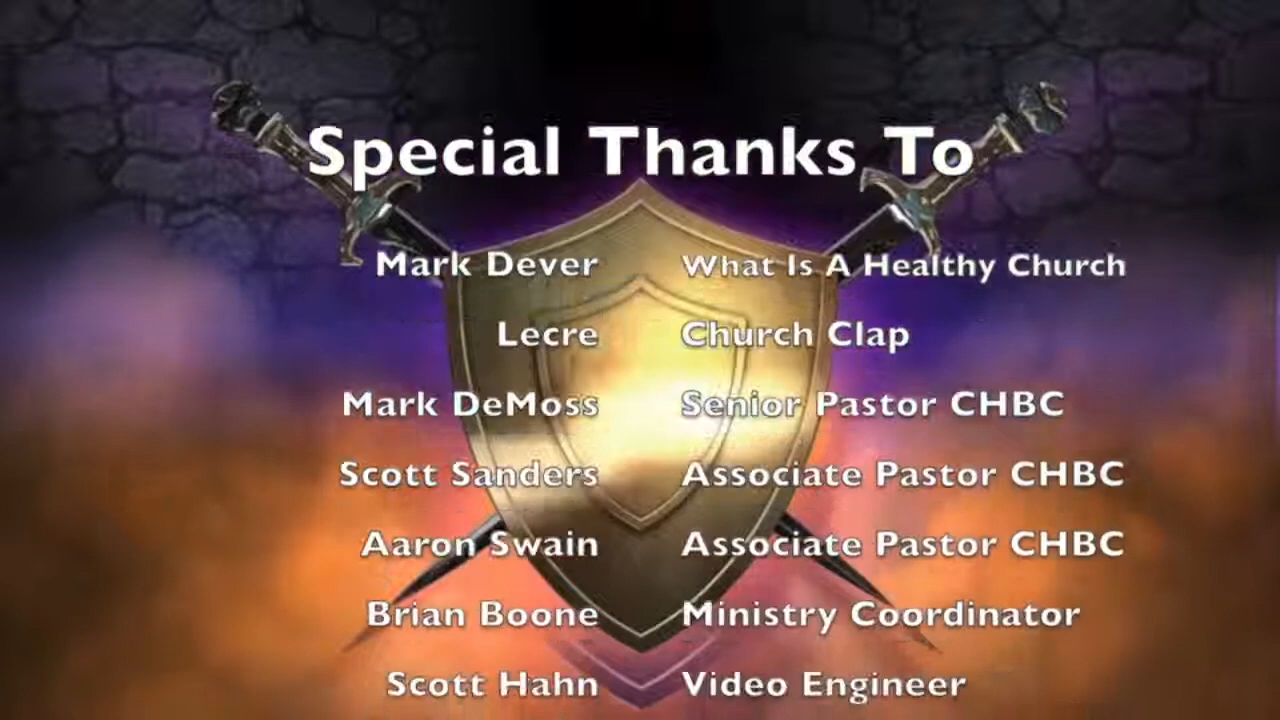 Special Thanks To
Mark Dever What Is A Healthy Church
Lecre Church Clap
Mark DeMoss Senior Pastor CHBC
Scott Sanders Associate Pastor CHBC
Aaron Swain Associate Pastor CHBC
Brian Boone Ministry Coordinator
Scott Hahn Video Engineer